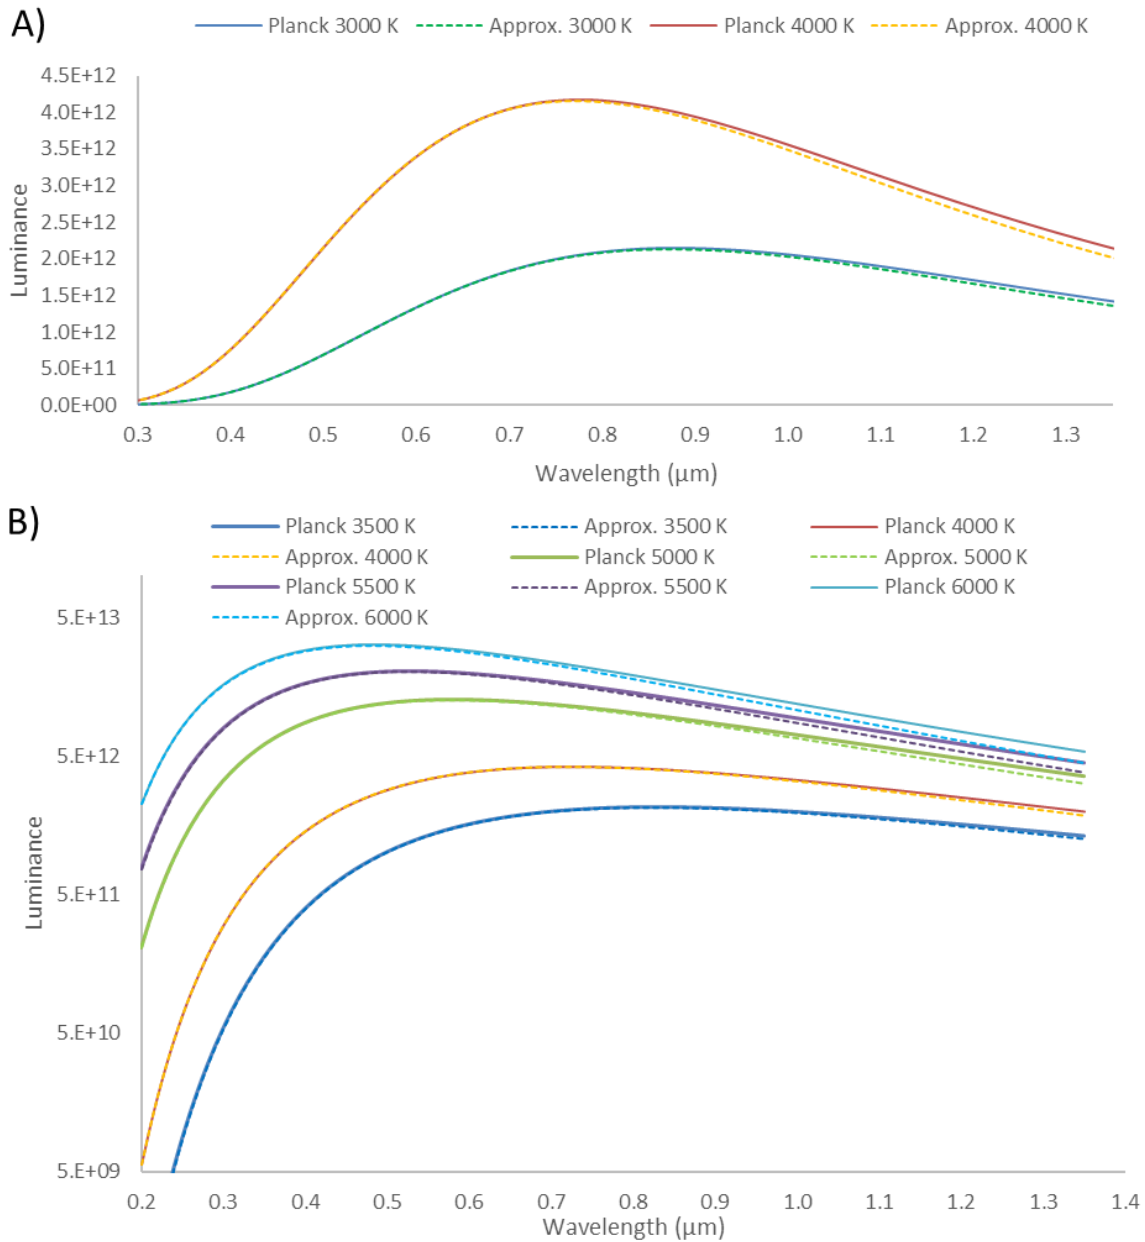 A)
Planck 3000 K Approx. 3000 K Planck 4000 K Approx. 4000 K
4.5E+12
4.0E+12
3.5E+12
3.0E+12
2.5E+12
2.0E+12
1.5E+12
1.0E+12
5.0E+11
0.0E+00
Luminance
0.3 0.4 0.5 0.6 0.7 0.8 0.9 1.0 1.1 1.2 1.3
Wavelength (µm)
B)
Planck 3500 K Approx. 3500 K Planck 4000 K
Approx. 4000 K Planck 5000 K Approx. 5000 K
Planck 5500 K Approx. 5500 K Planck 6000 K
Approx. 6000 K
5.E+13
5.E+12
5.E+11
5.E+10
5.E+09
Luminance
0.2 0.3 0.4 0.5 0.6 0.7 0.8 0.9 1.0 1.1 1.2 1.3 1.4
Wavelength (µm)